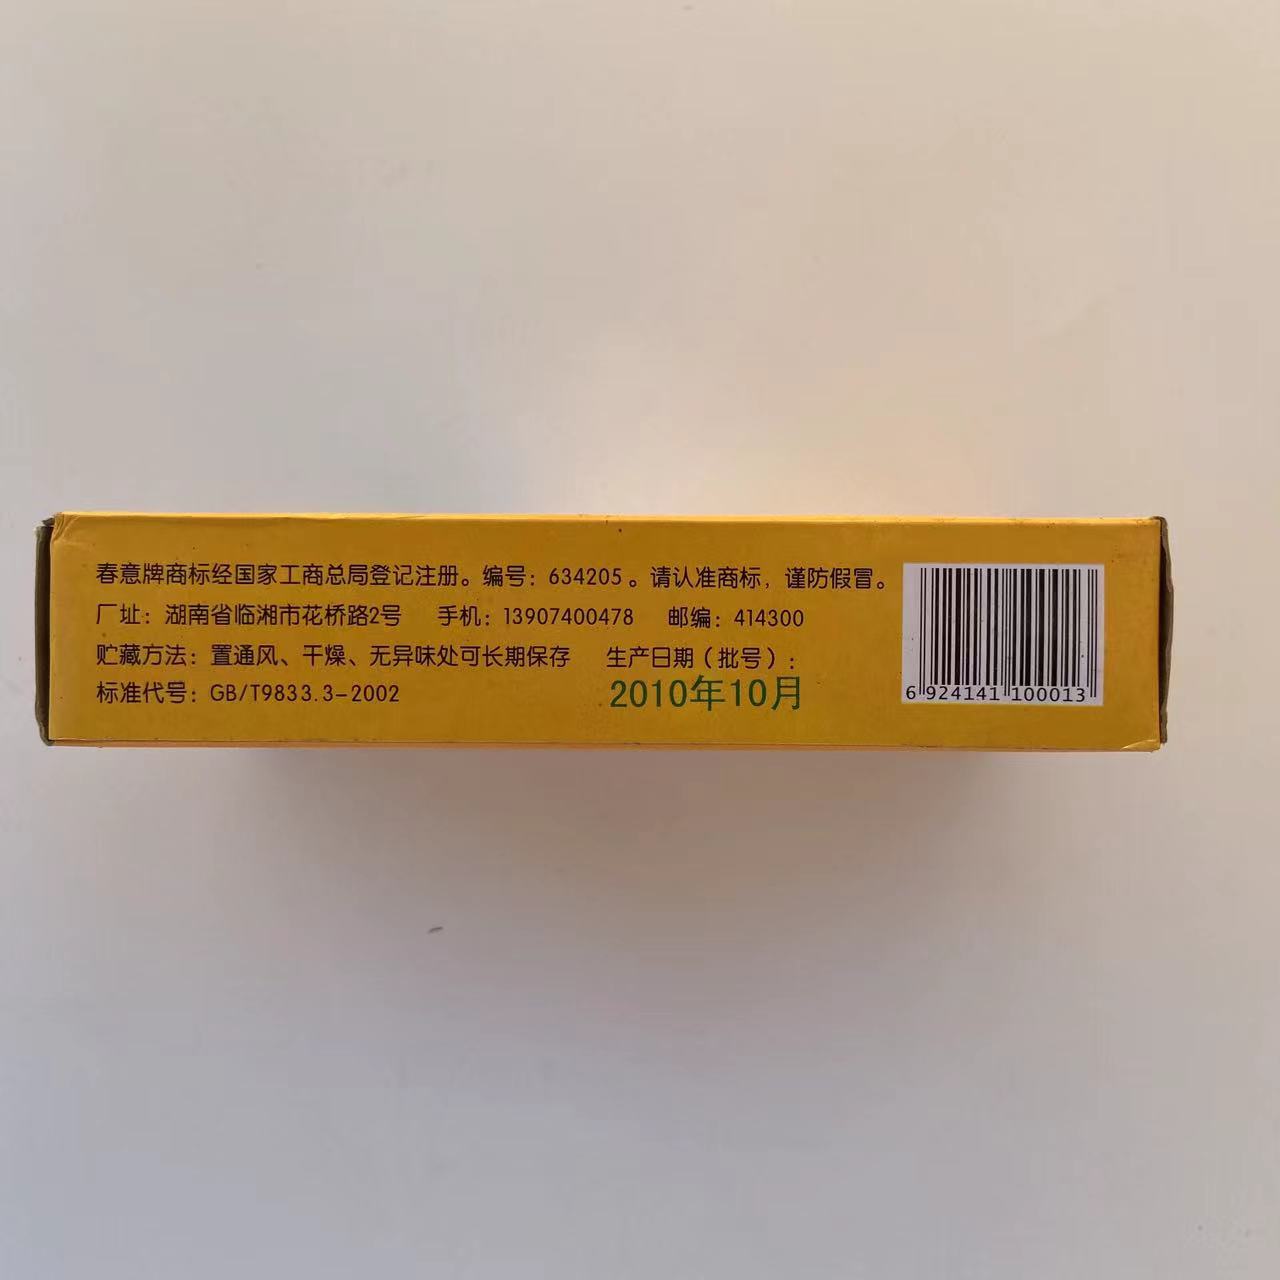 春意牌商标经国家工商总局登记注册。编号：634205。请认准商标，谨防假冒。
厂址：湖南省临湘市花桥路2号 手机：13907400478 邮编：414300
贮藏方法：置通风、干燥、无异味处可长期保存 生产日期（批号）：
标准代号：GB/T9833.3-2002 2010年10月
6 924141 100013